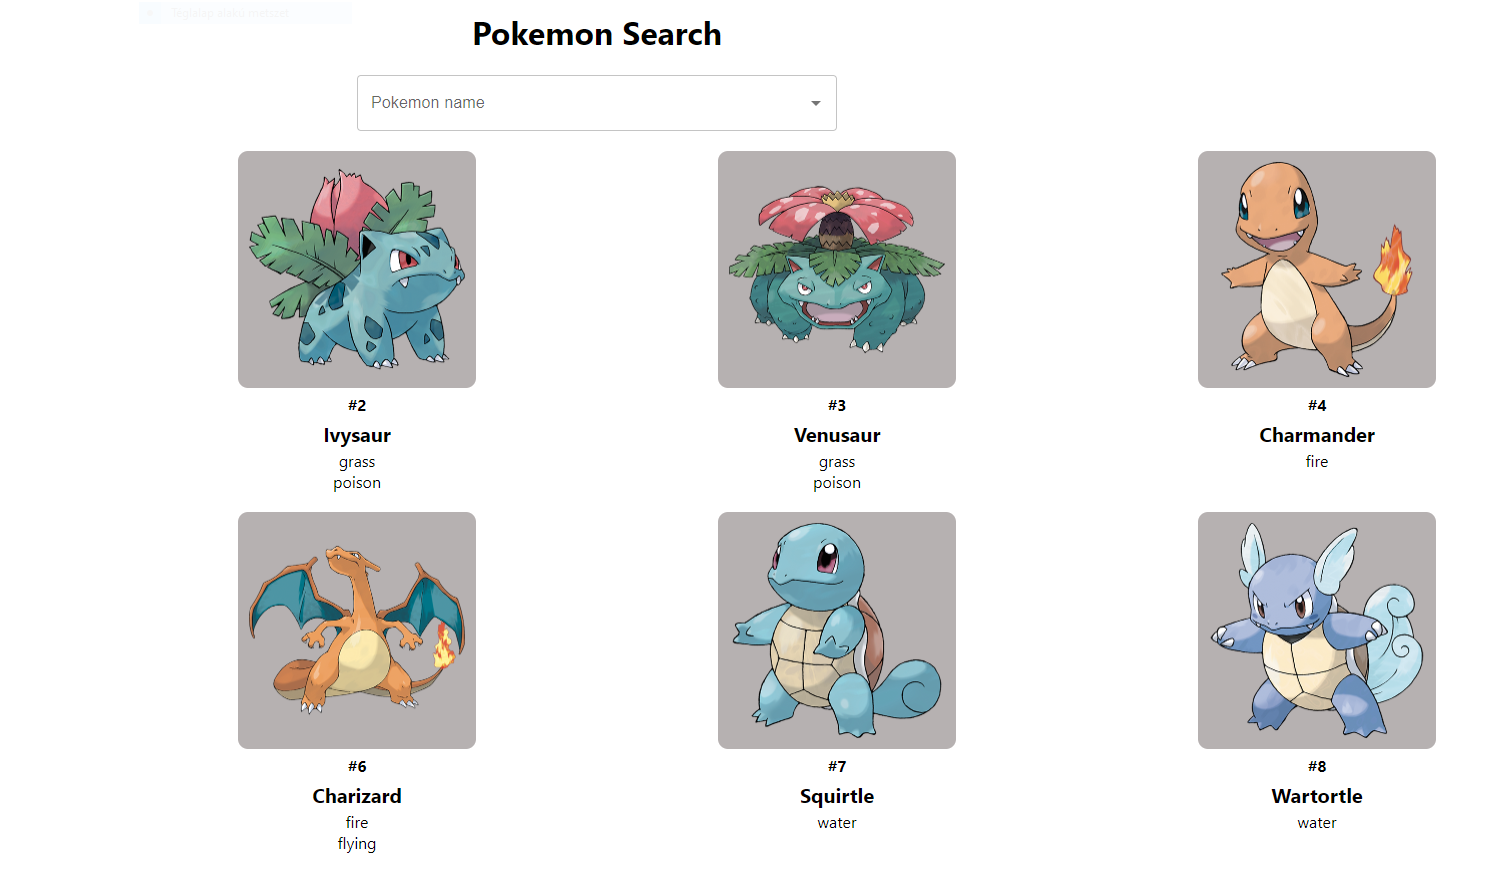 Pokemon Search
Pokemon name
#2
Ivysaur
grass
poison
#3
Venusaur
grass
poison
#4
Charmander
fire
#6
Charizard
fire
flying
#7
Squirtle
water
#8
Wartortle
water